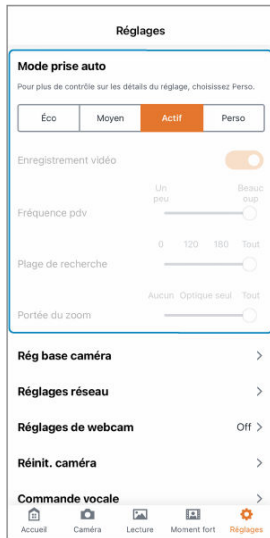 Réglages
Mode prise auto
Pour plus de contrôle sur les détails du réglage, choisissez Perso.
Éco Moyen Actif Perso
Enregistrement vidéo
Un peu Beauc oup
Fréquence pdv
0 120 180 Tout
Plage de recherche
Aucun Optique seul Tout
Portée du zoom
Rég base caméra
Réglages réseau
Réglages de webcam Off
Réinit. caméra
Commande vocale
Accueil Caméra Lecture Moment fort Réglages